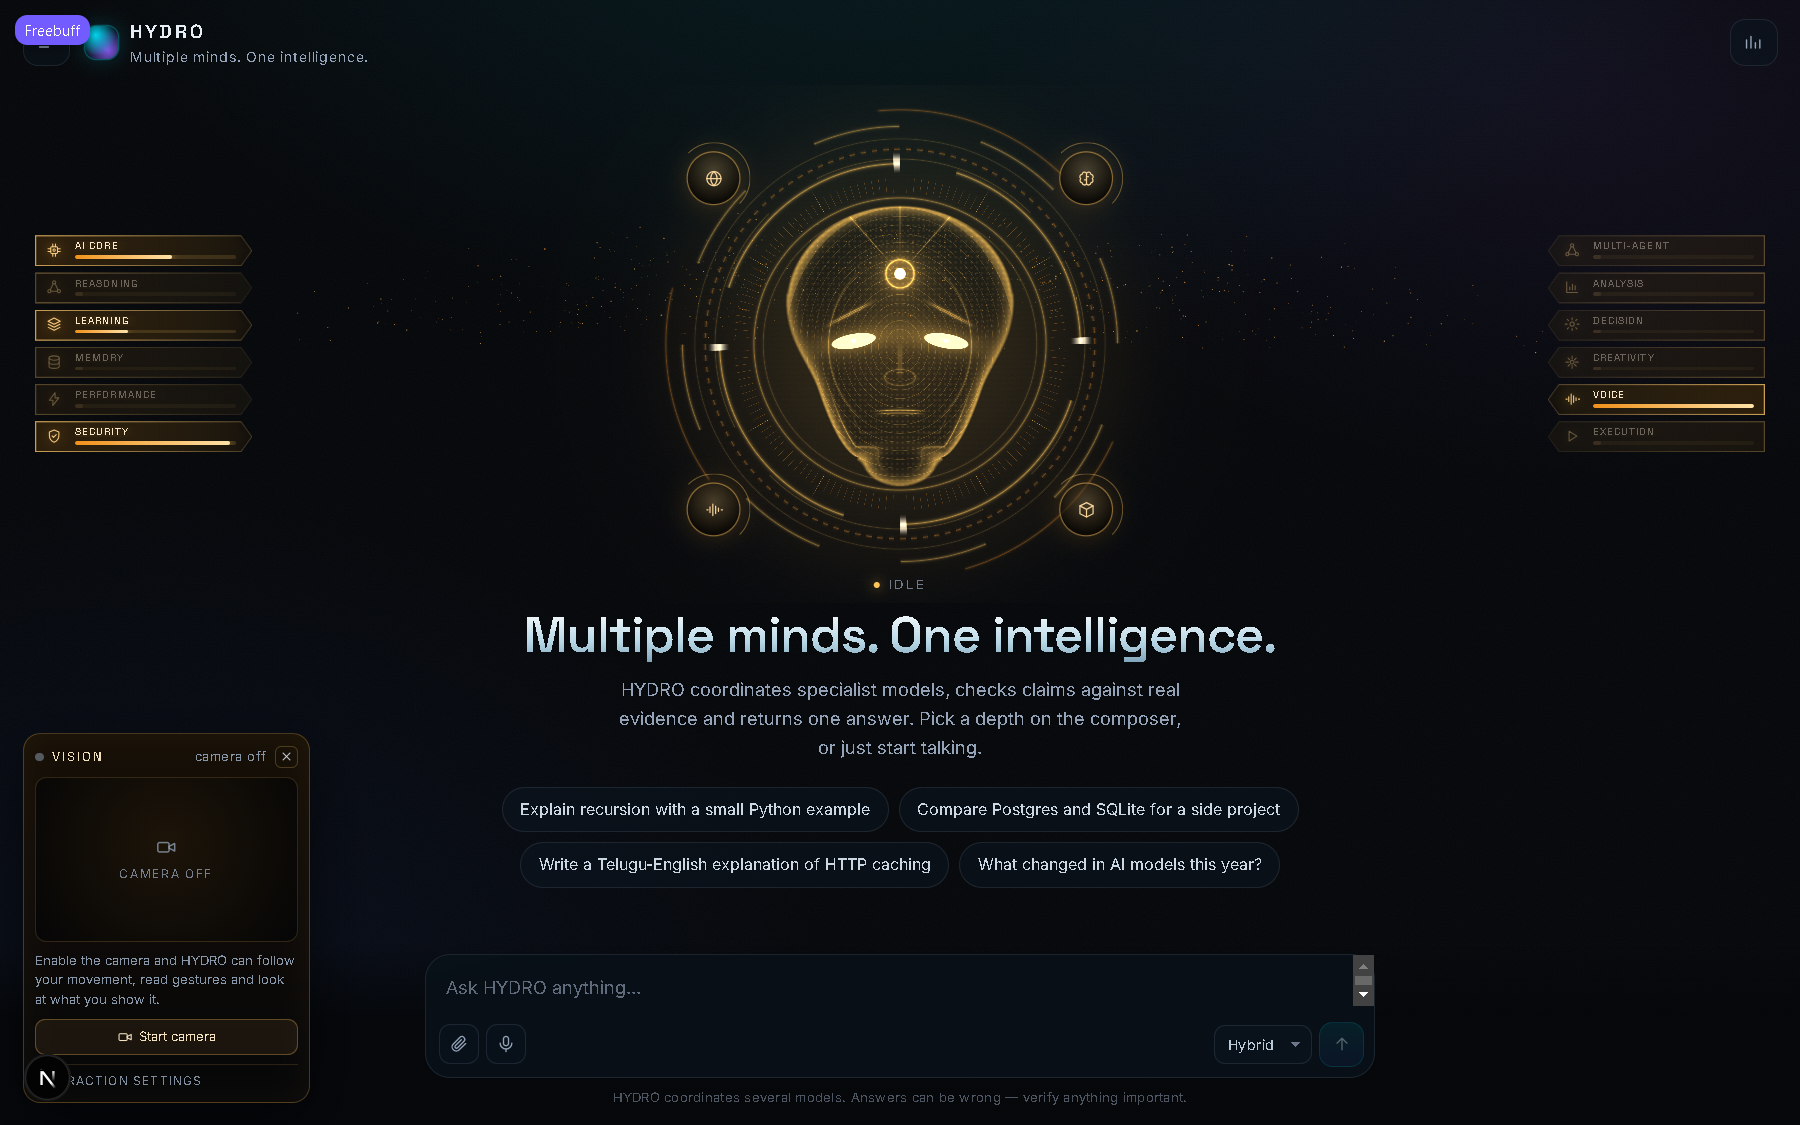 Freebuff
HYDRO
Multiple minds. One intelligence.
AI CORE
REASONING
LEARNING
MEMORY
PERFORMANCE
SECURITY
MULTI-AGENT
ANALYSIS
DECISION
CREATIVITY
VOICE
EXECUTION
IDLE
Multiple minds. One intelligence.
HYDRO coordinates specialist models, checks claims against real
evidence and returns one answer. Pick a depth on the composer,
or just start talking.
Explain recursion with a small Python example
Compare Postgres and SQLite for a side project
Write a Telugu-English explanation of HTTP caching
What changed in AI models this year?
VISION
camera off
CAMERA OFF
Enable the camera and HYDRO can follow
your movement, read gestures and look
at what you show it.
Start camera
N
RACTION SETTINGS
Ask HYDRO anything...
Hybrid
HYDRO coordinates several models. Answers can be wrong — verify anything important.